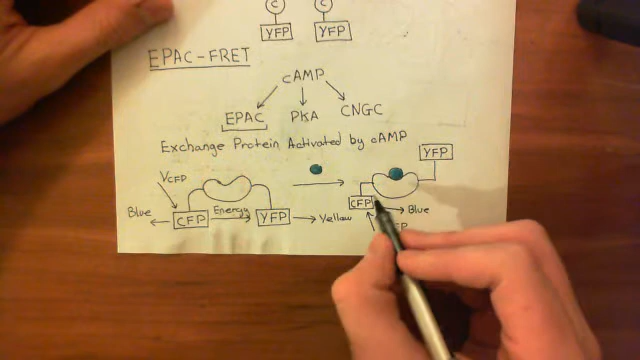 C C
YFP YFP
EPAC-FRET
cAMP
EPAC PKA CNGC
Exchange Protein Activated by cAMP
YFP
VCFP
CFP
Blue CFP Energy YFP Yellow Blue